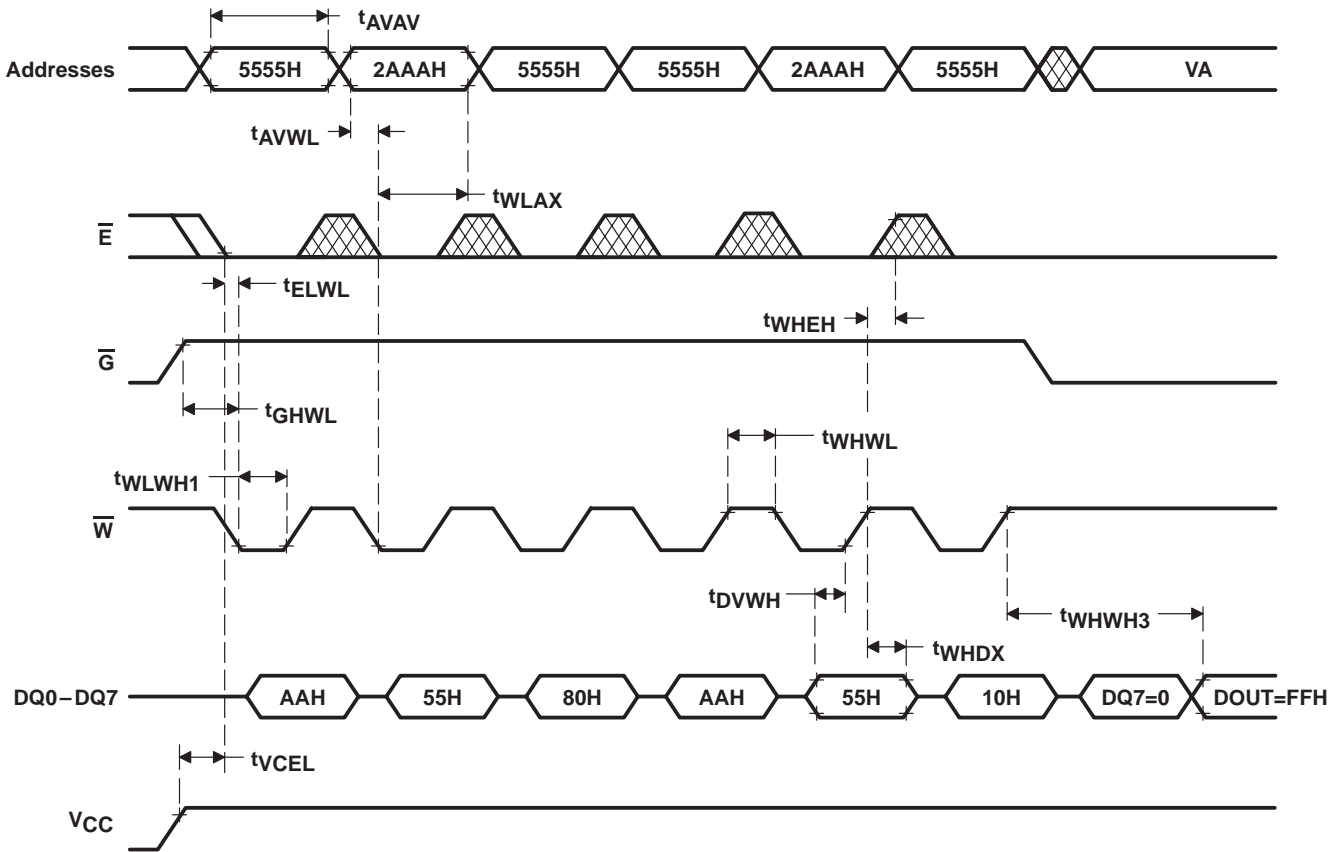 tAVAV
Addresses 5555H 2AAAH 5555H 5555H 2AAAH 5555H VA
tAVWL
tWLAX
E̅
tELWL
tWHEH
G̅
tGHWL
tWHWL
tWLWH1
W̅
tDVWH
tWHWH3
tWHDX
DQ0–DQ7 AAH 55H 80H AAH 55H 10H DQ7=0 DOUT=FFH
tVCEL
VCC